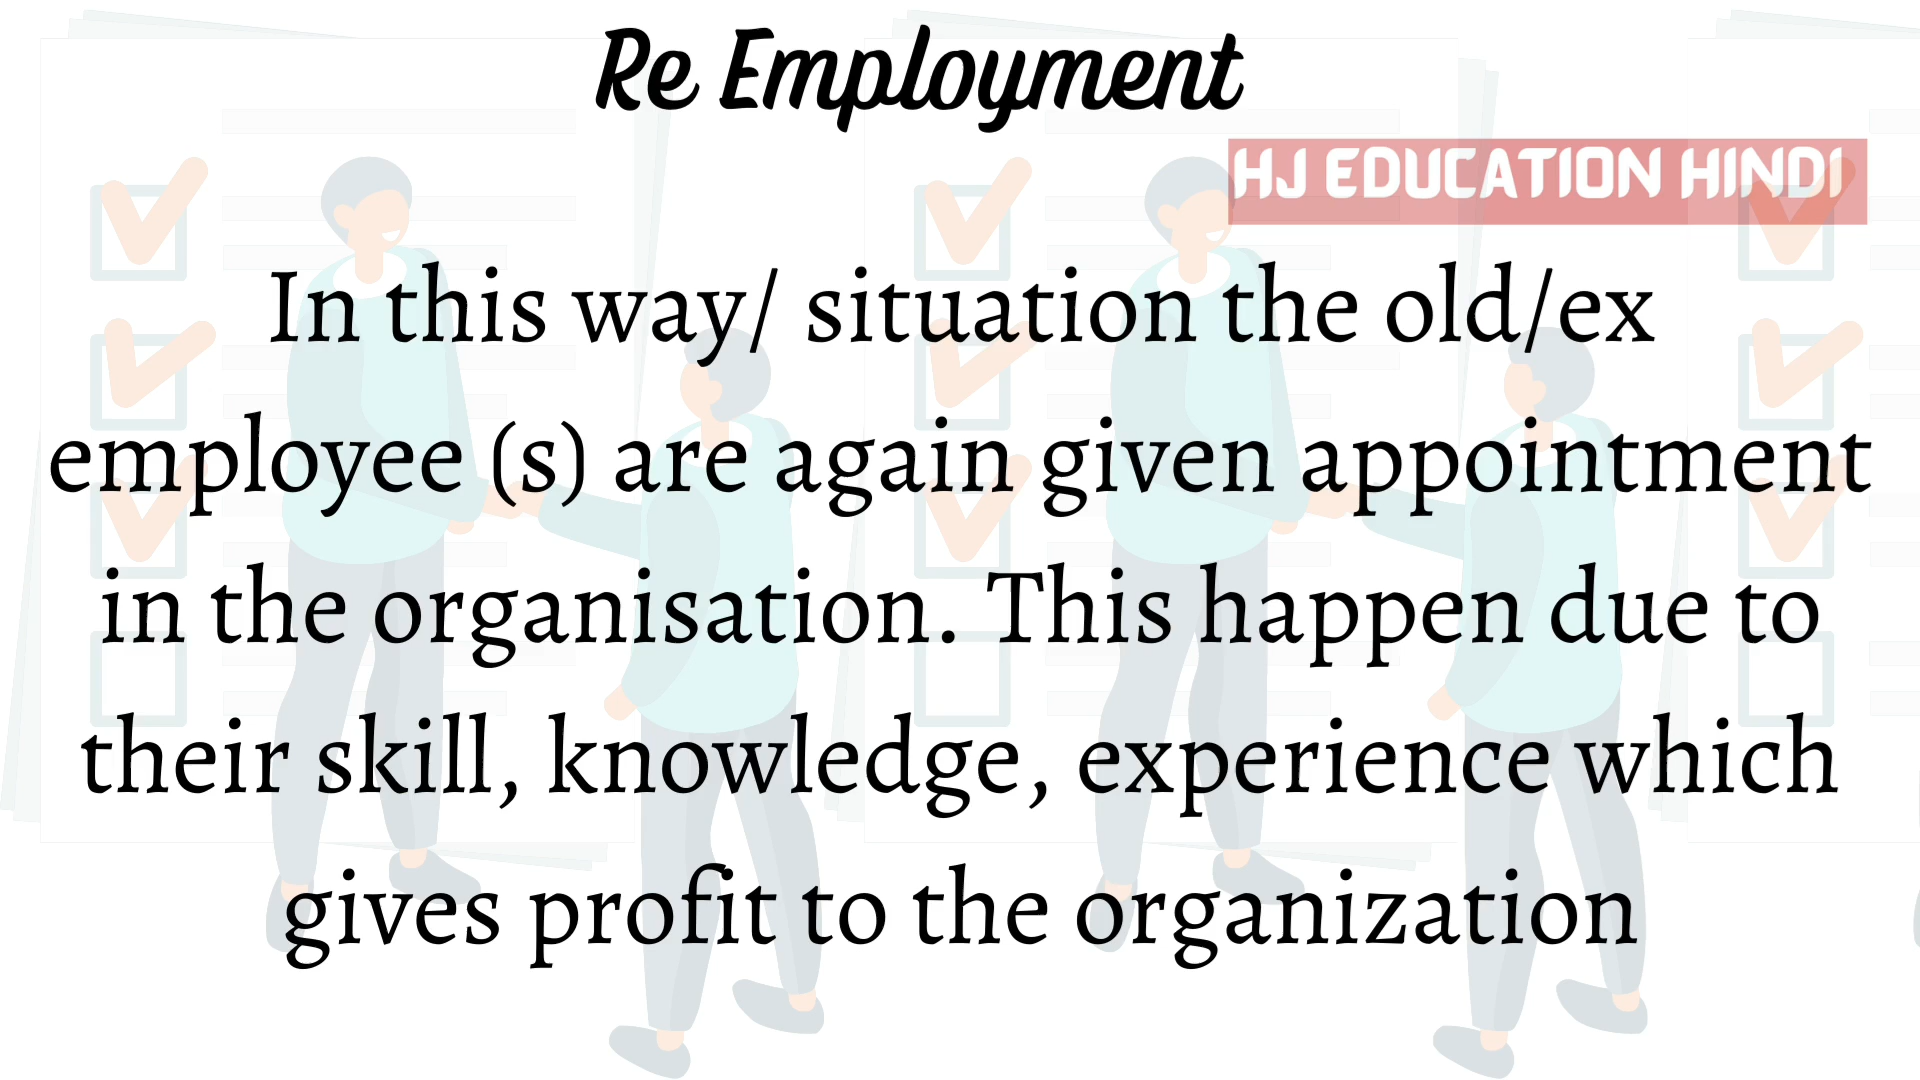 Re Employment
HJ EDUCATION HINDI
In this way/ situation the old/ex
employee (s) are again given appointment
in the organisation. This happen due to
their skill, knowledge, experience which
gives profit to the organization